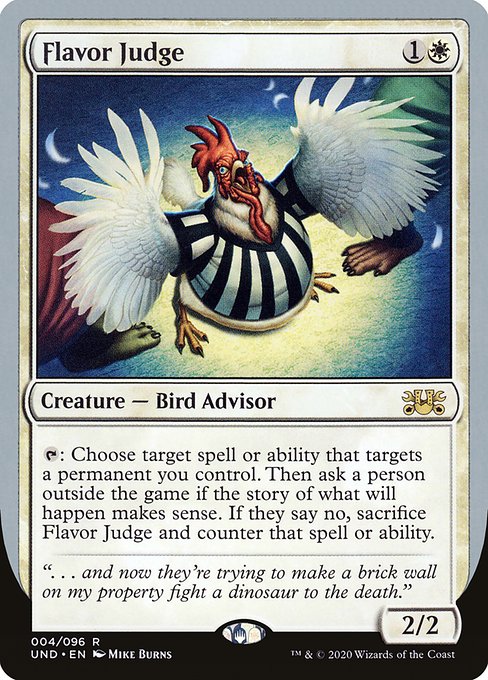 Flavor Judge 1
Creature — Bird Advisor
: Choose target spell or ability that targets
a permanent you control. Then ask a person
outside the game if the story of what will
happen makes sense. If they say no, sacrifice
Flavor Judge and counter that spell or ability.
“. . . and now they’re trying to make a brick wall
on my property fight a dinosaur to the death.”
2/2
004/096 R
UND • EN Mike Burns
™ & © 2020 Wizards of the Coast